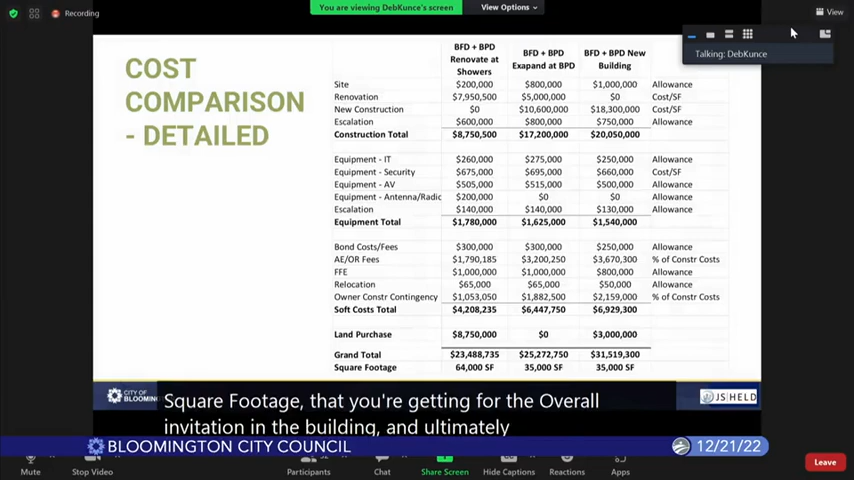 You are viewing DebKunce's screen
View Options
View
Recording
Talking: DebKunce
COST
COMPARISON
- DETAILED
BFD + BPD Renovate at Showers BFD + BPD Exapand at BPD BFD + BPD New Building
Site $200,000 $800,000 $1,000,000 Allowance
Renovation $7,950,500 $5,000,000 $0 Cost/SF
New Construction $0 $10,600,000 $18,300,000 Cost/SF
Escalation $600,000 $800,000 $750,000 Allowance
Construction Total $8,750,500 $17,200,000 $20,050,000
Equipment - IT $260,000 $275,000 $250,000 Allowance
Equipment - Security $675,000 $695,000 $660,000 Cost/SF
Equipment - AV $505,000 $515,000 $500,000 Allowance
Equipment - Antenna/Radio $200,000 $0 $0 Allowance
Escalation $140,000 $140,000 $130,000 Allowance
Equipment Total $1,780,000 $1,625,000 $1,540,000
Bond Costs/Fees $300,000 $300,000 $250,000 Allowance
AE/OR Fees $1,790,185 $3,200,250 $3,670,300 % of Constr Costs
FFE $1,000,000 $1,000,000 $800,000 Allowance
Relocation $65,000 $65,000 $50,000 Allowance
Owner Constr Contingency $1,053,050 $1,882,500 $2,159,000 % of Constr Costs
Soft Costs Total $4,208,235 $6,447,750 $6,929,300
Land Purchase $8,750,000 $0 $3,000,000
Grand Total $23,488,735 $25,272,750 $31,519,300
Square Footage 64,000 SF 35,000 SF 35,000 SF
CITY OF
BLOOMIN
JS HELD
Square Footage, that you're getting for the Overall
invitation in the building, and ultimately
BLOOMINGTON CITY COUNCIL
12/21/22
Mute
Stop Video
Participants
Chat
Share Screen
Hide Captions
Reactions
Apps
Leave